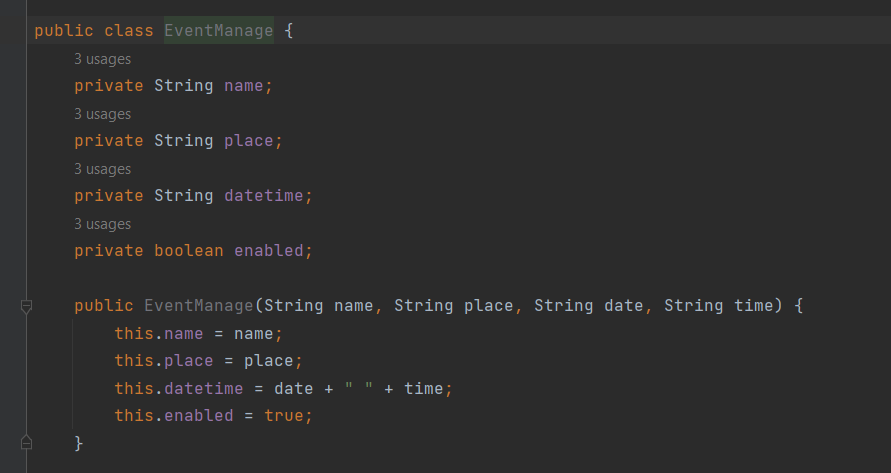 public class EventManage {
3 usages
private String name;
3 usages
private String place;
3 usages
private String datetime;
3 usages
private boolean enabled;
public EventManage(String name, String place, String date, String time) {
this.name = name;
this.place = place;
this.datetime = date + " " + time;
this.enabled = true;
}